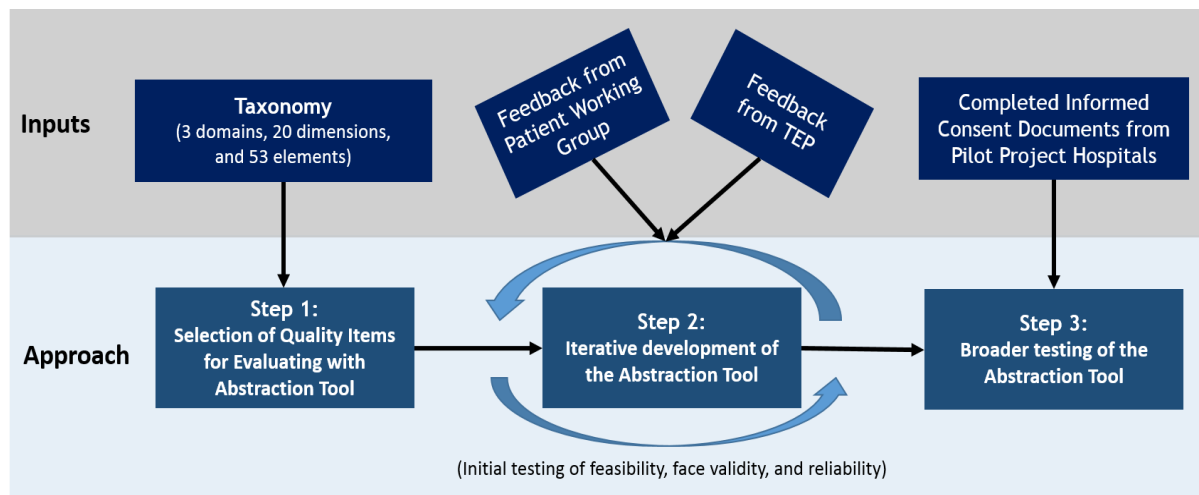 Inputs
Taxonomy
(3 domains, 20 dimensions,
and 53 elements)
Feedback from
Patient Working
Group
Feedback
from TEP
Completed Informed
Consent Documents from
Pilot Project Hospitals
Approach
Step 1:
Selection of Quality Items
for Evaluating with
Abstraction Tool
Step 2:
Iterative development of
the Abstraction Tool
Step 3:
Broader testing of the
Abstraction Tool
(Initial testing of feasibility, face validity, and reliability)